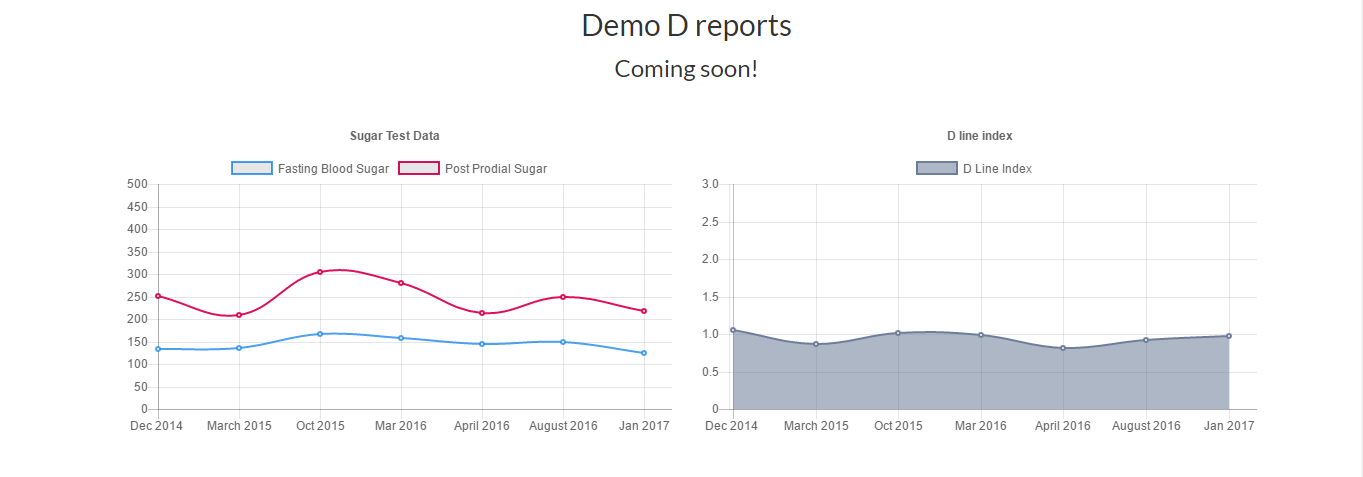 Demo D reports
Coming soon!
Sugar Test Data
Fasting Blood Sugar Post Prodial Sugar
500
450
400
350
300
250
200
150
100
50
0
Dec 2014 March 2015 Oct 2015 Mar 2016 April 2016 August 2016 Jan 2017
D line index
D Line Index
3.0
2.5
2.0
1.5
1.0
0.5
0
Dec 2014 March 2015 Oct 2015 Mar 2016 April 2016 August 2016 Jan 2017